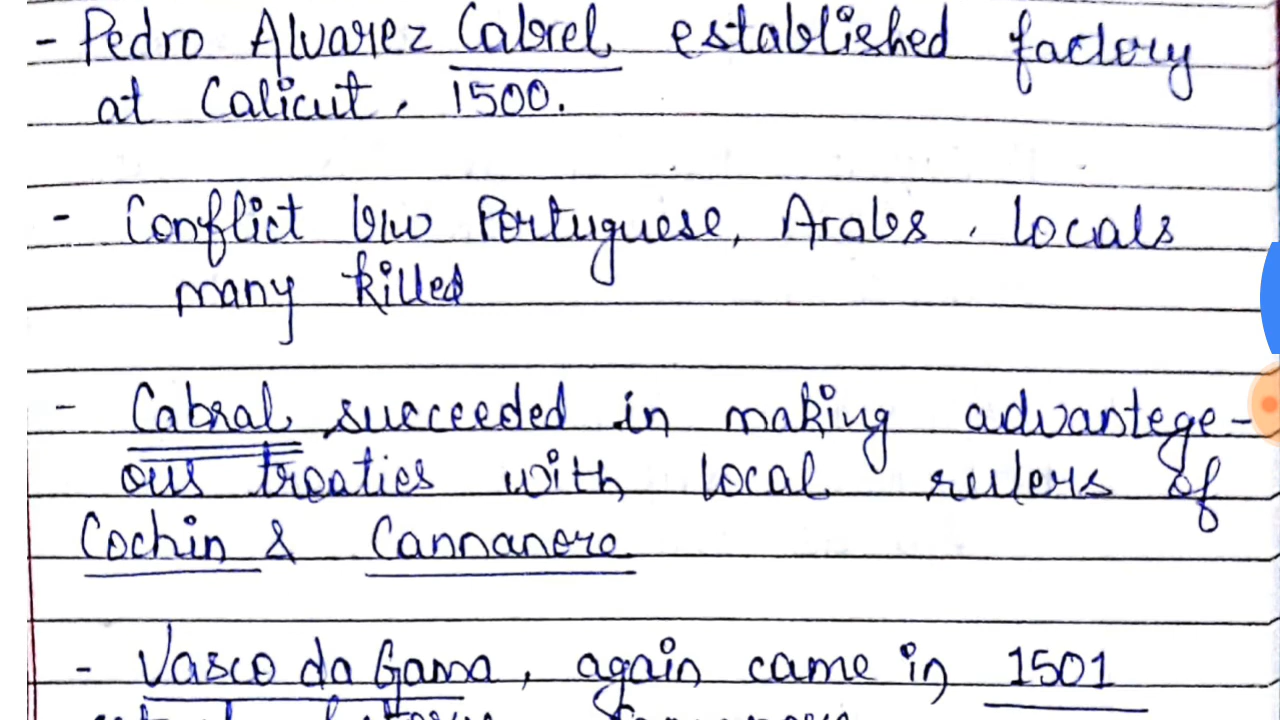 - Pedro Alvarez Cabrel established factory
at Calicut, 1500.
- Conflict b/w Portuguese, Arabs, locals
many killed
- Cabral succeeded in making advantege-
ous treaties with local rulers of
Cochin & Cannanore
- Vasco da Gama, again came in 1501